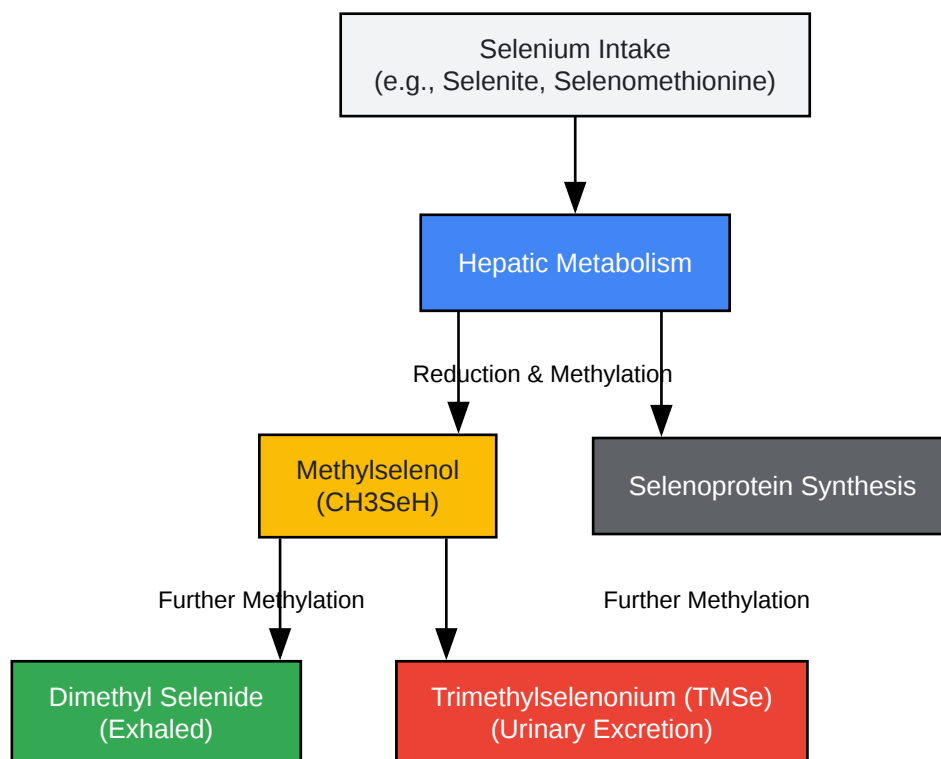 Selenium Intake
(e.g., Selenite, Selenomethionine)
Hepatic Metabolism
Reduction & Methylation
Methylselenol
(CH3SeH)
Selenoprotein Synthesis
Further Methylation
Further Methylation
Dimethyl Selenide
(Exhaled)
Trimethylselenonium (TMSe)
(Urinary Excretion)